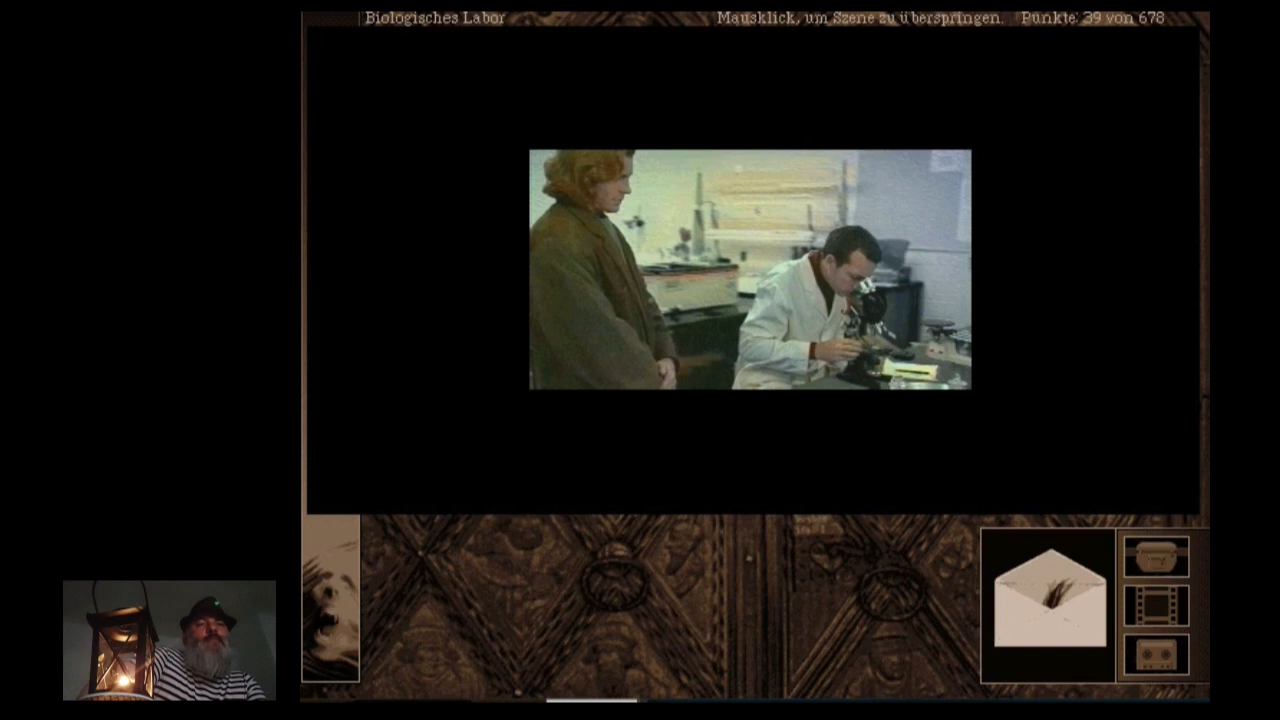 Biologisches Labor
Mausklick, um Szene zu überspringen.
Punkte: 39 von 678